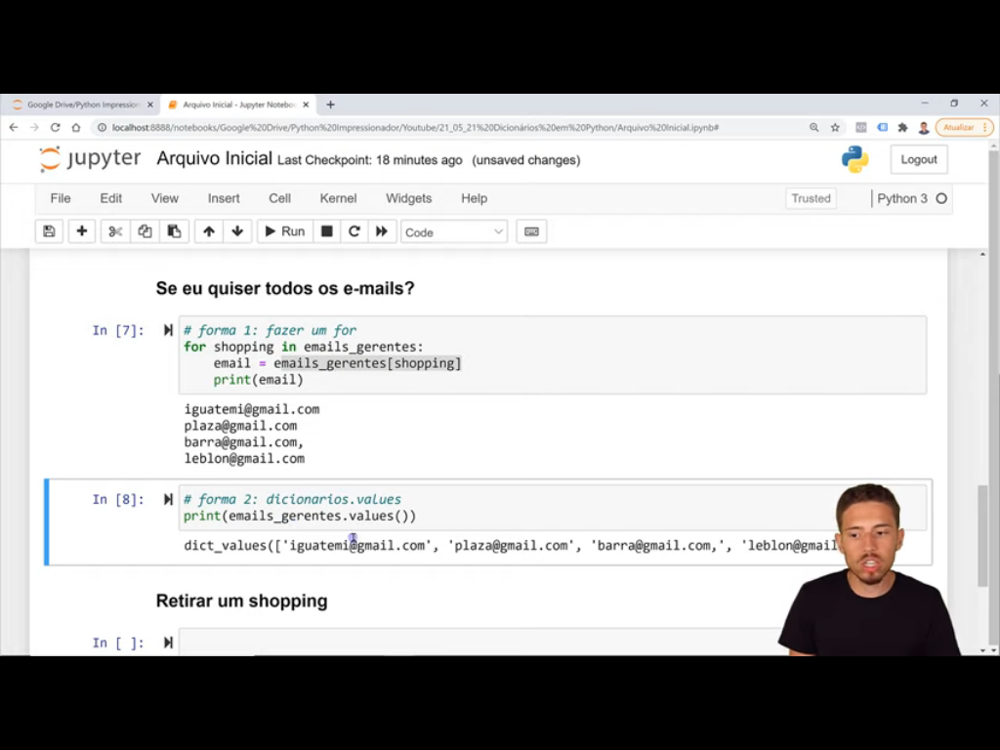 Google Drive/Python Impression
Arquivo Inicial - Jupyter Noteboo
localhost:8888/notebooks/Google%20Drive/Python%20Impressionador/Youtube/21_05_21%20Dicionários%20em%20Python/Arquivo%20Inicial.ipynb#
Atualizar
jupyter Arquivo Inicial Last Checkpoint: 18 minutes ago (unsaved changes)
Logout
File Edit View Insert Cell Kernel Widgets Help
Trusted
Python 3
Run
Code
Se eu quiser todos os e-mails?
In [7]: # forma 1: fazer um for
for shopping in emails_gerentes:
email = emails_gerentes[shopping]
print(email)
iguatemi@gmail.com
plaza@gmail.com
barra@gmail.com,
leblon@gmail.com
In [8]: # forma 2: dicionarios.values
print(emails_gerentes.values())
dict_values(['iguatemi@gmail.com', 'plaza@gmail.com', 'barra@gmail.com,', 'leblon@gmail
Retirar um shopping
In [ ]: